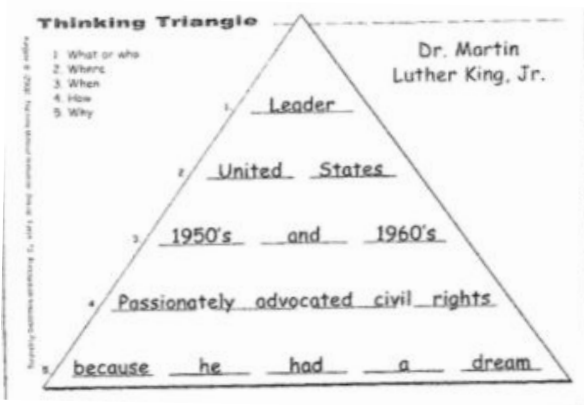 Thinking Triangle
Dr. Martin
Luther King, Jr.
1 What or who
2. Where
3. When
4. How
5. Why
1. Leader
2. United States
3. 1950's and 1960's
4. Passionately advocated civil rights
5. because he had a dream